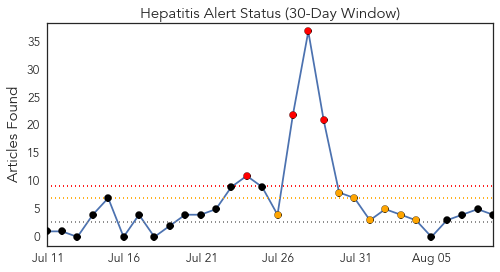 Hepatitis Alert Status (30-Day Window)
Articles Found
35
30
25
20
15
10
5
0
Jul 11
Jul 16
Jul 21
Jul 26
Jul 31
Aug 05